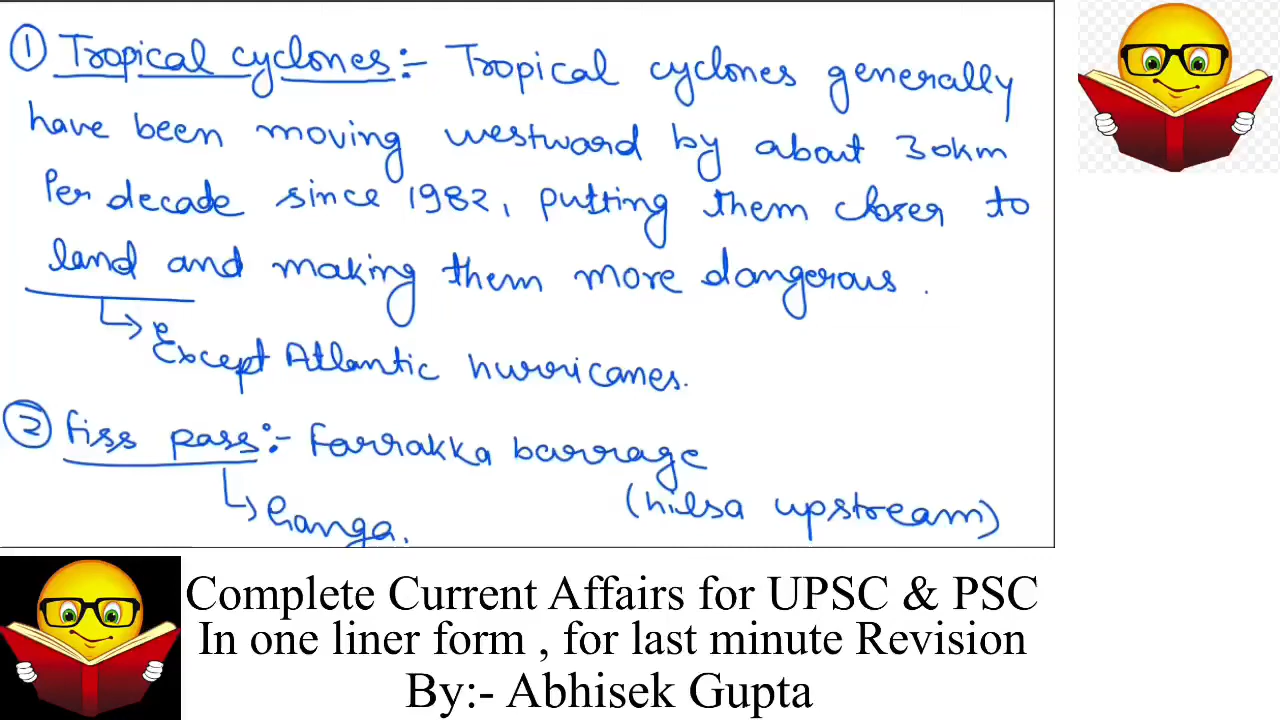 ① Tropical cyclones:- Tropical cyclones generally
have been moving westward by about 30km
Per decade since 1982, putting them closer to
land and making them more dangerous.
↳ Except Atlantic hurricanes.
② fiss pass:- Farrakka barrage
(hilsa upstream)
↳ Ganga.
Complete Current Affairs for UPSC & PSC
In one liner form , for last minute Revision
By:- Abhisek Gupta